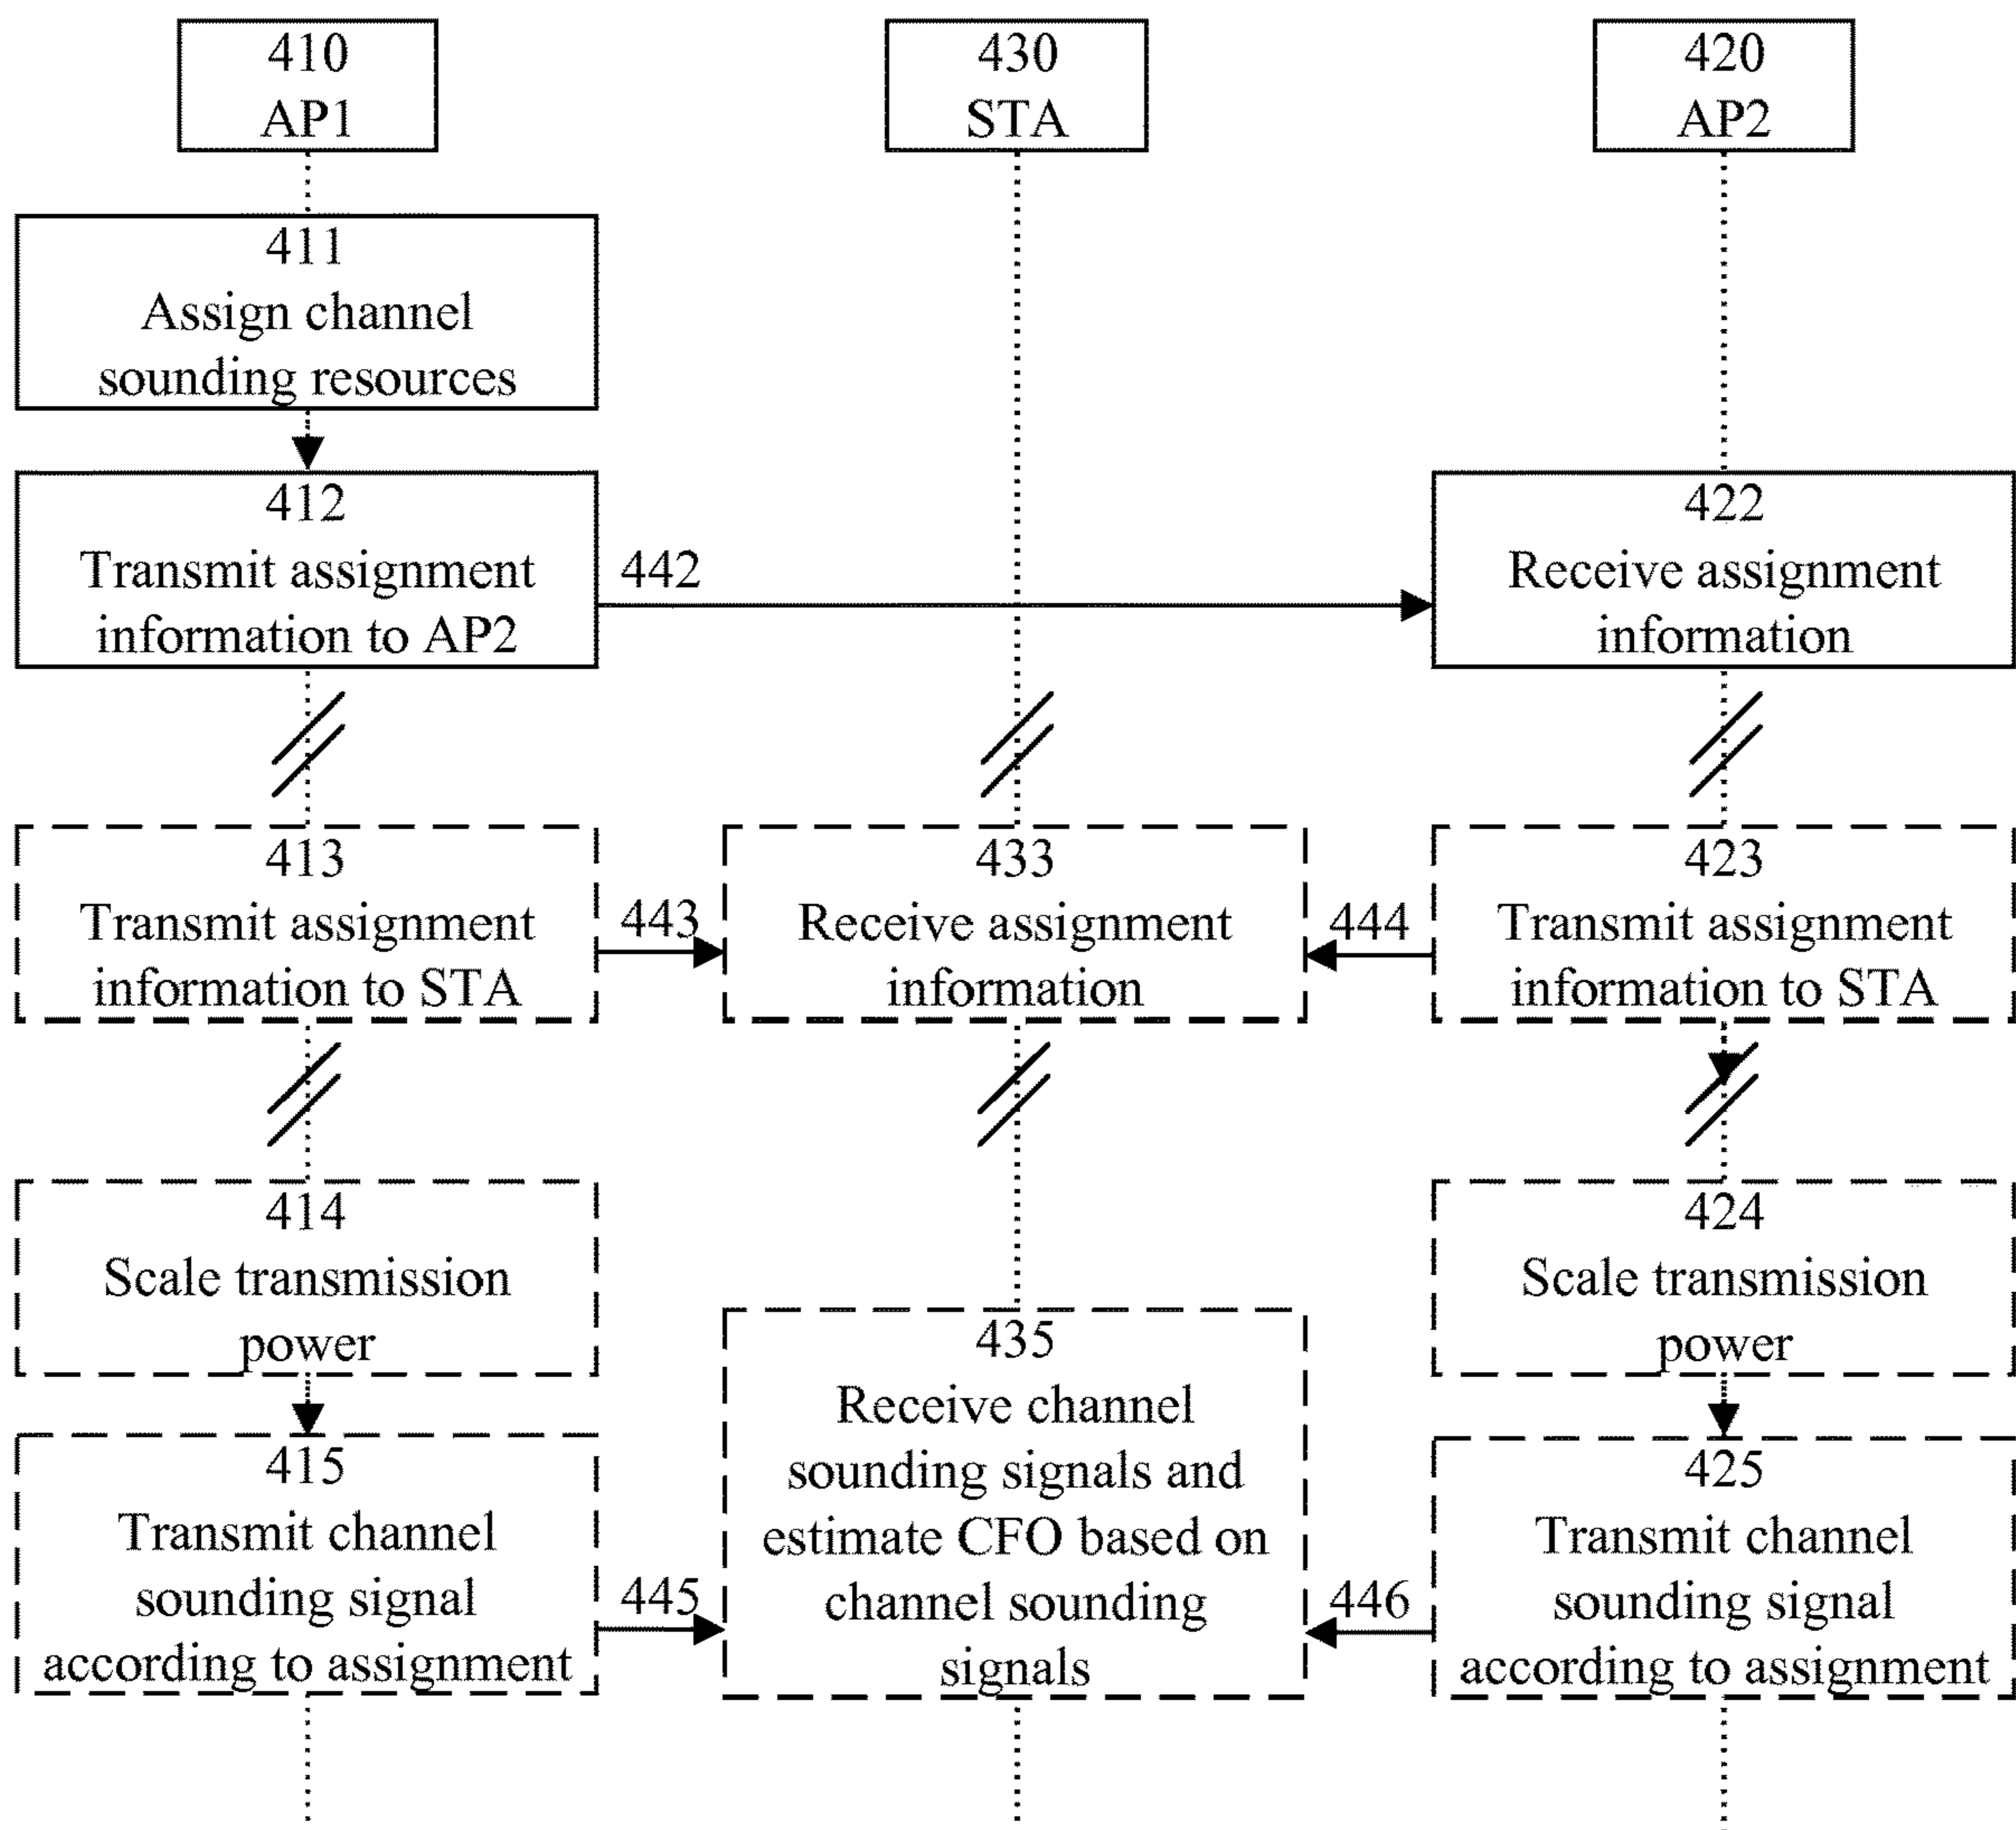 410
AP1
430
STA
420
AP2
411
Assign channel
sounding resources
412
Transmit assignment
information to AP2
442
422
Receive assignment
information
413
Transmit assignment
information to STA
443
433
Receive assignment
information
444
423
Transmit assignment
information to STA
414
Scale transmission
power
424
Scale transmission
power
435
Receive channel
sounding signals and
estimate CFO based on
channel sounding
signals
415
Transmit channel
sounding signal
according to assignment
445
446
425
Transmit channel
sounding signal
according to assignment